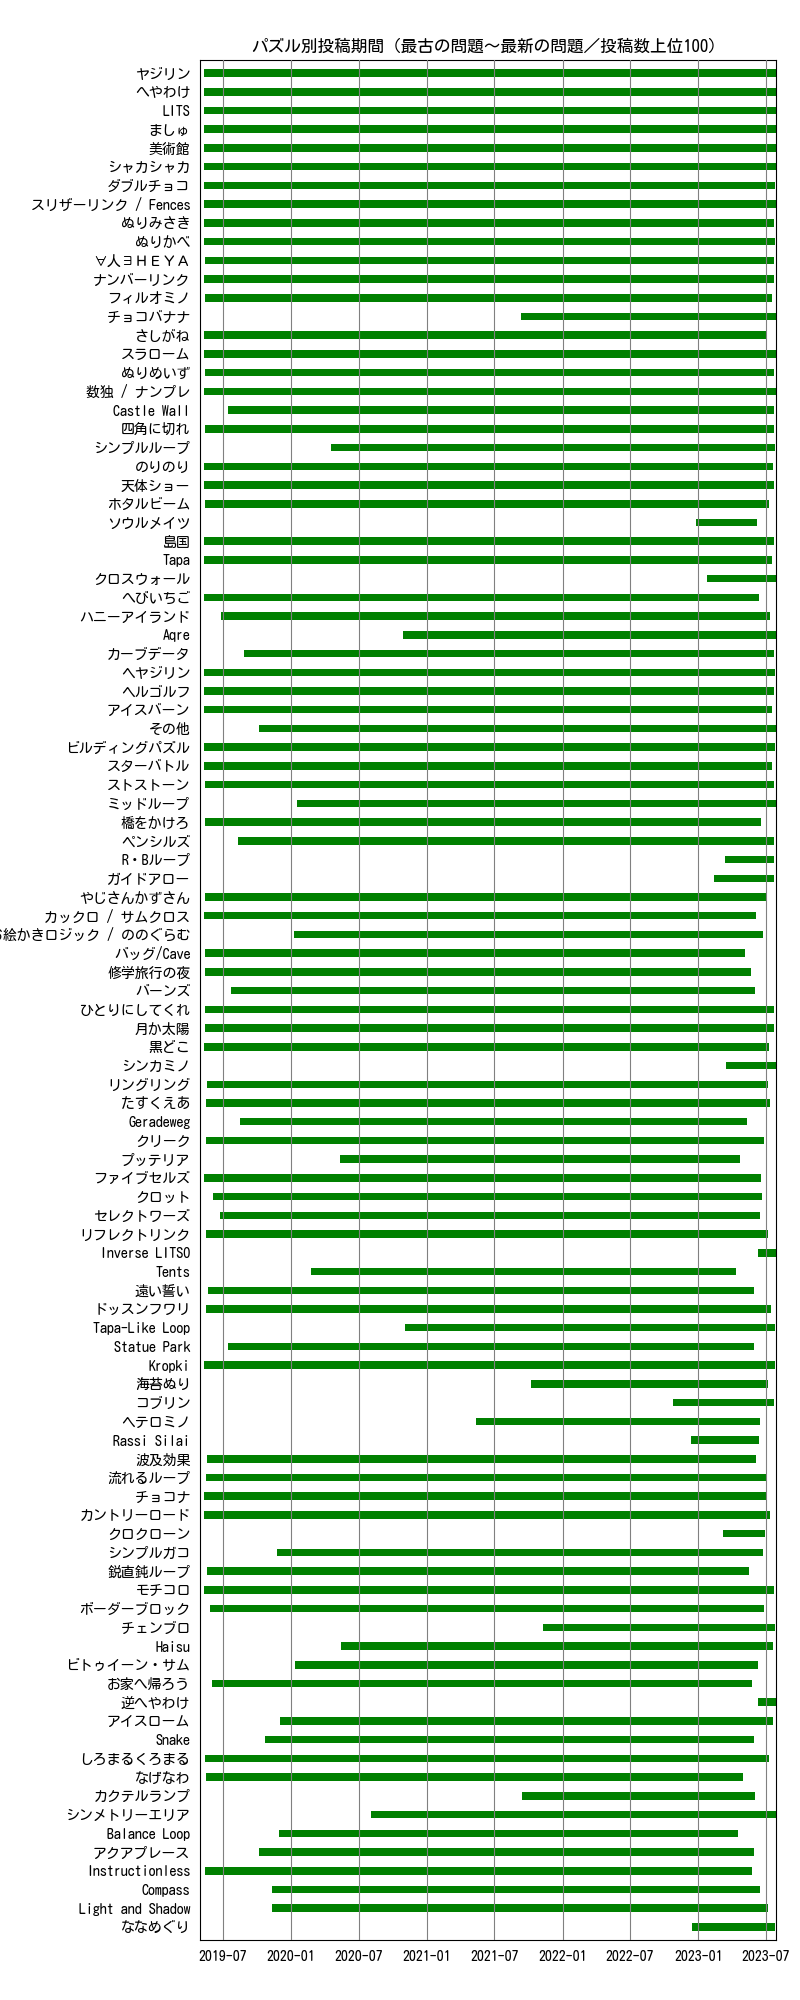 パズル別投稿期間（最古の問題～最新の問題／投稿数上位100）
ヤジリン
へやわけ
LITS
ましゅ
美術館
シャカシャカ
ダブルチョコ
スリザーリンク / Fences
ぬりみさき
ぬりかべ
∀人∃ＨＥＹＡ
ナンバーリンク
フィルオミノ
チョコバナナ
さしがね
スラローム
ぬりめいず
数独 / ナンプレ
Castle Wall
四角に切れ
シンプルループ
のりのり
天体ショー
ホタルビーム
ソウルメイツ
島国
Tapa
クロスウォール
へびいちご
ハニーアイランド
Aqre
カーブデータ
ヘヤジリン
ヘルゴルフ
アイスバーン
その他
ビルディングパズル
スターバトル
ストストーン
ミッドループ
橋をかけろ
ペンシルズ
R・Bループ
ガイドアロー
やじさんかずさん
カックロ / サムクロス
絵かきロジック / ののぐらむ
バッグ/Cave
修学旅行の夜
バーンズ
ひとりにしてくれ
月か太陽
黒どこ
シンカミノ
リングリング
たすくえあ
Geradeweg
クリーク
プッテリア
ファイブセルズ
クロット
セレクトワーズ
リフレクトリンク
Inverse LITSO
Tents
遠い誓い
ドッスンフワリ
Tapa-Like Loop
Statue Park
Kropki
海苔ぬり
コブリン
ヘテロミノ
Rassi Silai
波及効果
流れるループ
チョコナ
カントリーロード
クロクローン
シンプルガコ
鋭直鈍ループ
モチコロ
ボーダーブロック
チェンブロ
Haisu
ビトゥイーン・サム
お家へ帰ろう
逆へやわけ
アイスローム
Snake
しろまるくろまる
なげなわ
カクテルランプ
シンメトリーエリア
Balance Loop
アクアプレース
Instructionless
Compass
Light and Shadow
ななめぐり
2019-07 2020-01 2020-07 2021-01 2021-07 2022-01 2022-07 2023-01 2023-07